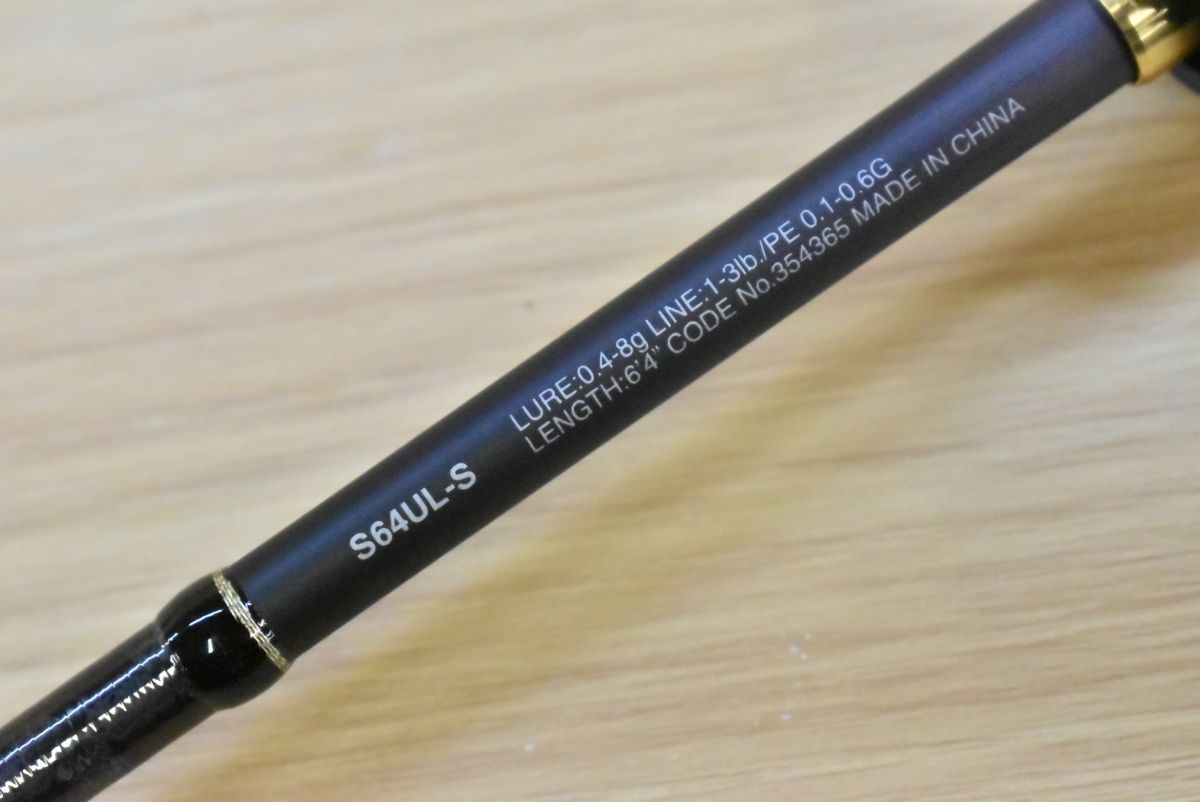 S64UL-S
LURE:0.4-8g LINE:1-3lb./PE 0.1-0.6G
LENGTH:6'4" CODE No.354365 MADE IN CHINA